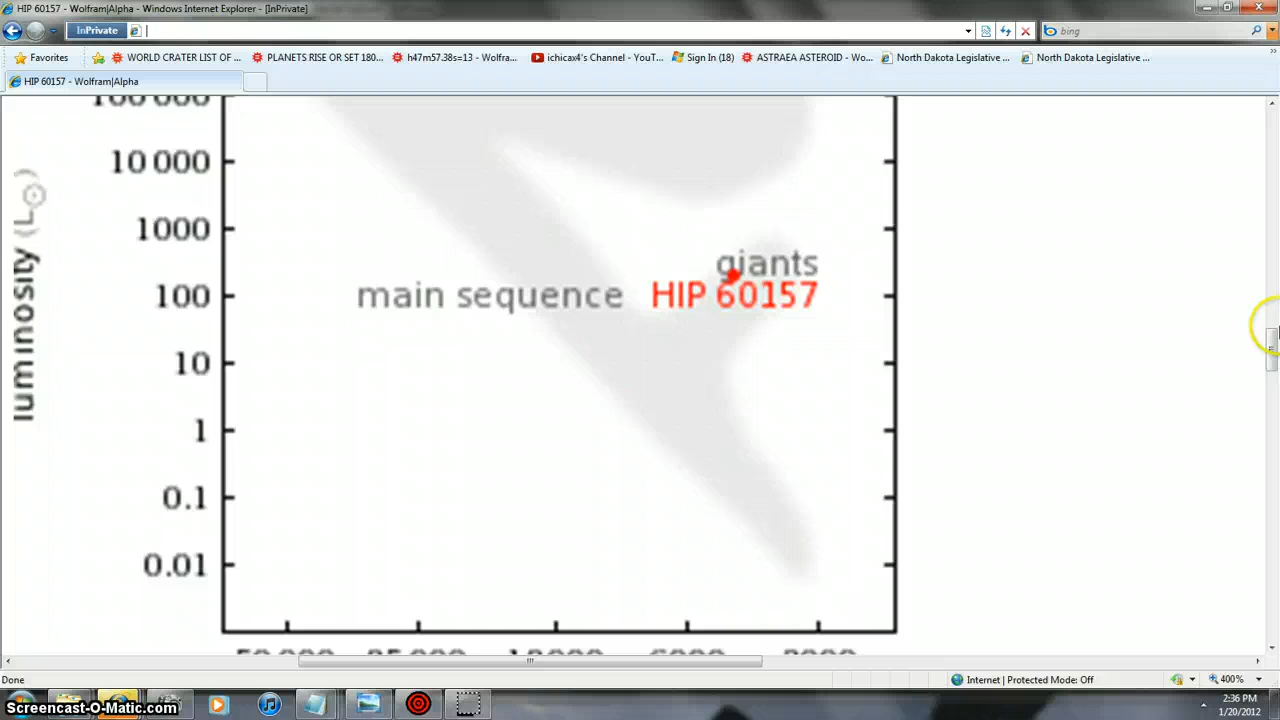 HIP 60157 - Wolfram|Alpha - Windows Internet Explorer - [InPrivate]
InPrivate
bing
Favorites
WORLD CRATER LIST OF ...
PLANETS RISE OR SET 180...
h47m57.38s=13 - Wolfra...
ichicax4's Channel - YouT...
Sign In (18)
ASTRAEA ASTEROID - Wo...
North Dakota Legislative ...
North Dakota Legislative ...
HIP 60157 - Wolfram|Alpha
100 000
10 000
1000
100
10
1
0.1
0.01
luminosity (L☉)
giants
main sequence
HIP 60157
Done
Internet | Protected Mode: Off
400%
Screencast-O-Matic.com
2:36 PM
1/20/2012